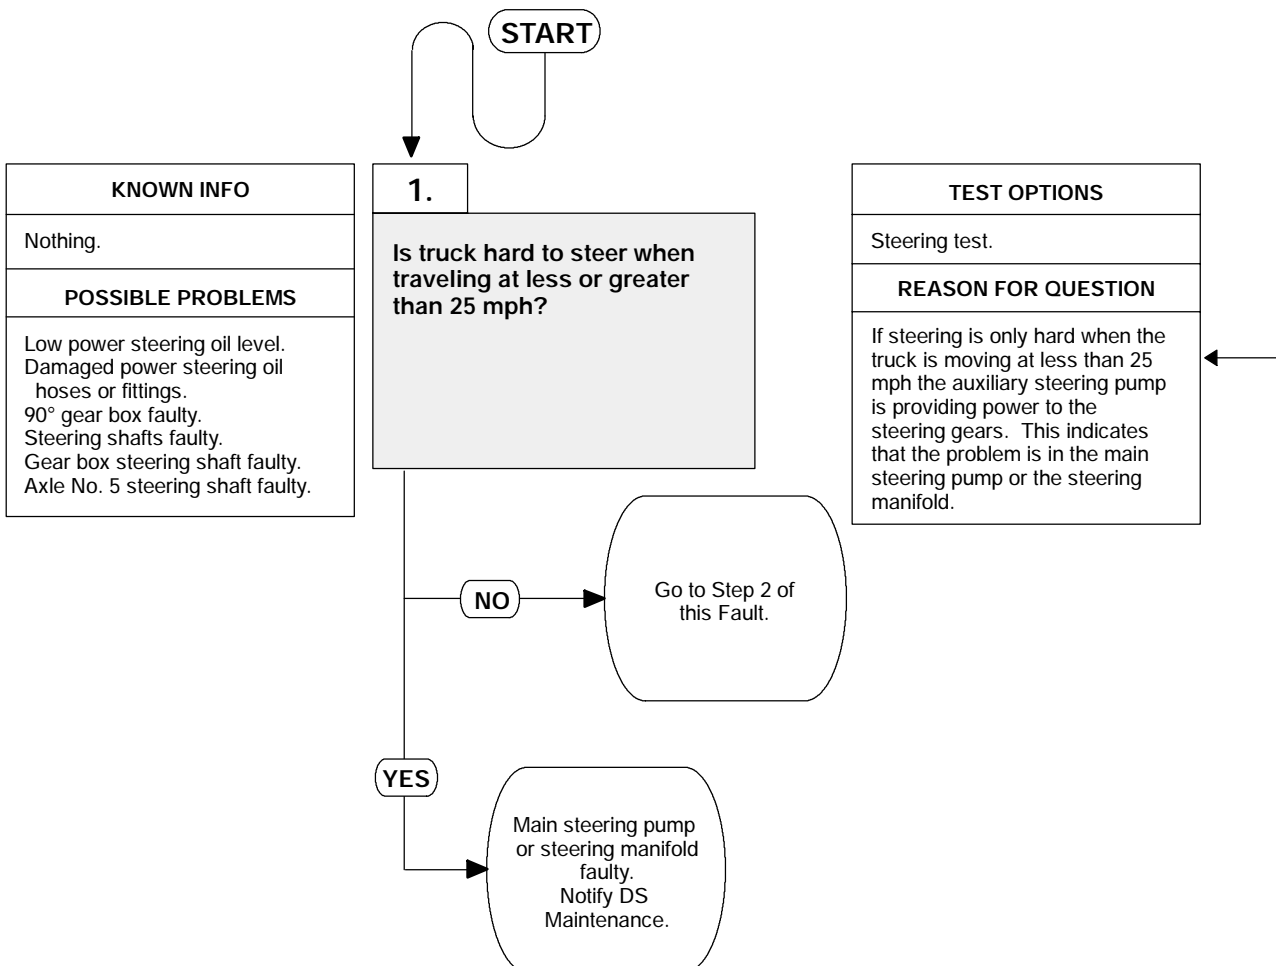 START
KNOWN INFO
Nothing.
POSSIBLE PROBLEMS
Low power steering oil level.
Damaged power steering oil
hoses or fittings.
90° gear box faulty.
Steering shafts faulty.
Gear box steering shaft faulty.
Axle No. 5 steering shaft faulty.
1.
Is truck hard to steer when
traveling at less or greater
than 25 mph?
TEST OPTIONS
Steering test.
REASON FOR QUESTION
If steering is only hard when the
truck is moving at less than 25
mph the auxiliary steering pump
is providing power to the
steering gears. This indicates
that the problem is in the main
steering pump or the steering
manifold.
NO
Go to Step 2 of
this Fault.
YES
Main steering pump
or steering manifold
faulty.
Notify DS
Maintenance.